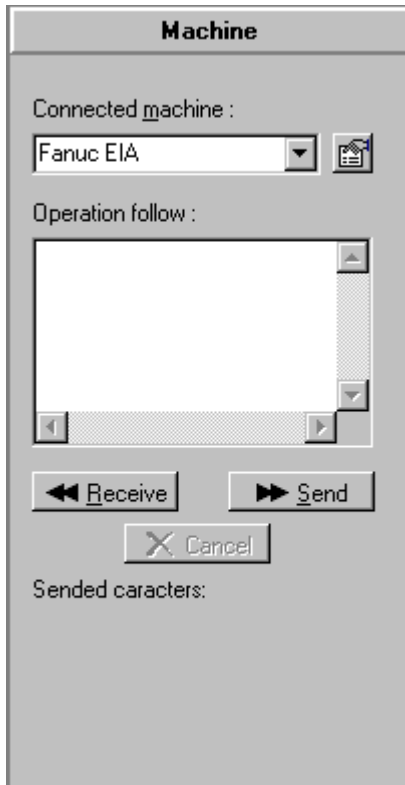 Machine
Connected machine :
Fanuc EIA
Operation follow :
Receive
Send
Cancel
Sended caracters: